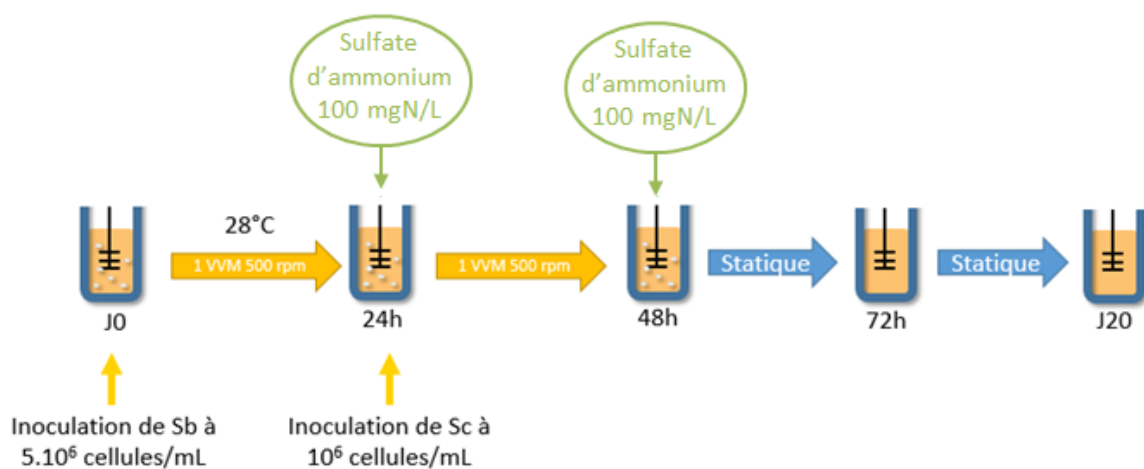 Sulfate
d'ammonium
100 mgN/L
Sulfate
d'ammonium
100 mgN/L
28°C
1 VVM 500 rpm
1 VVM 500 rpm
Statique
Statique
J0
24h
48h
72h
J20
Inoculation de Sb à
5.10⁶ cellules/mL
Inoculation de Sc à
10⁶ cellules/mL